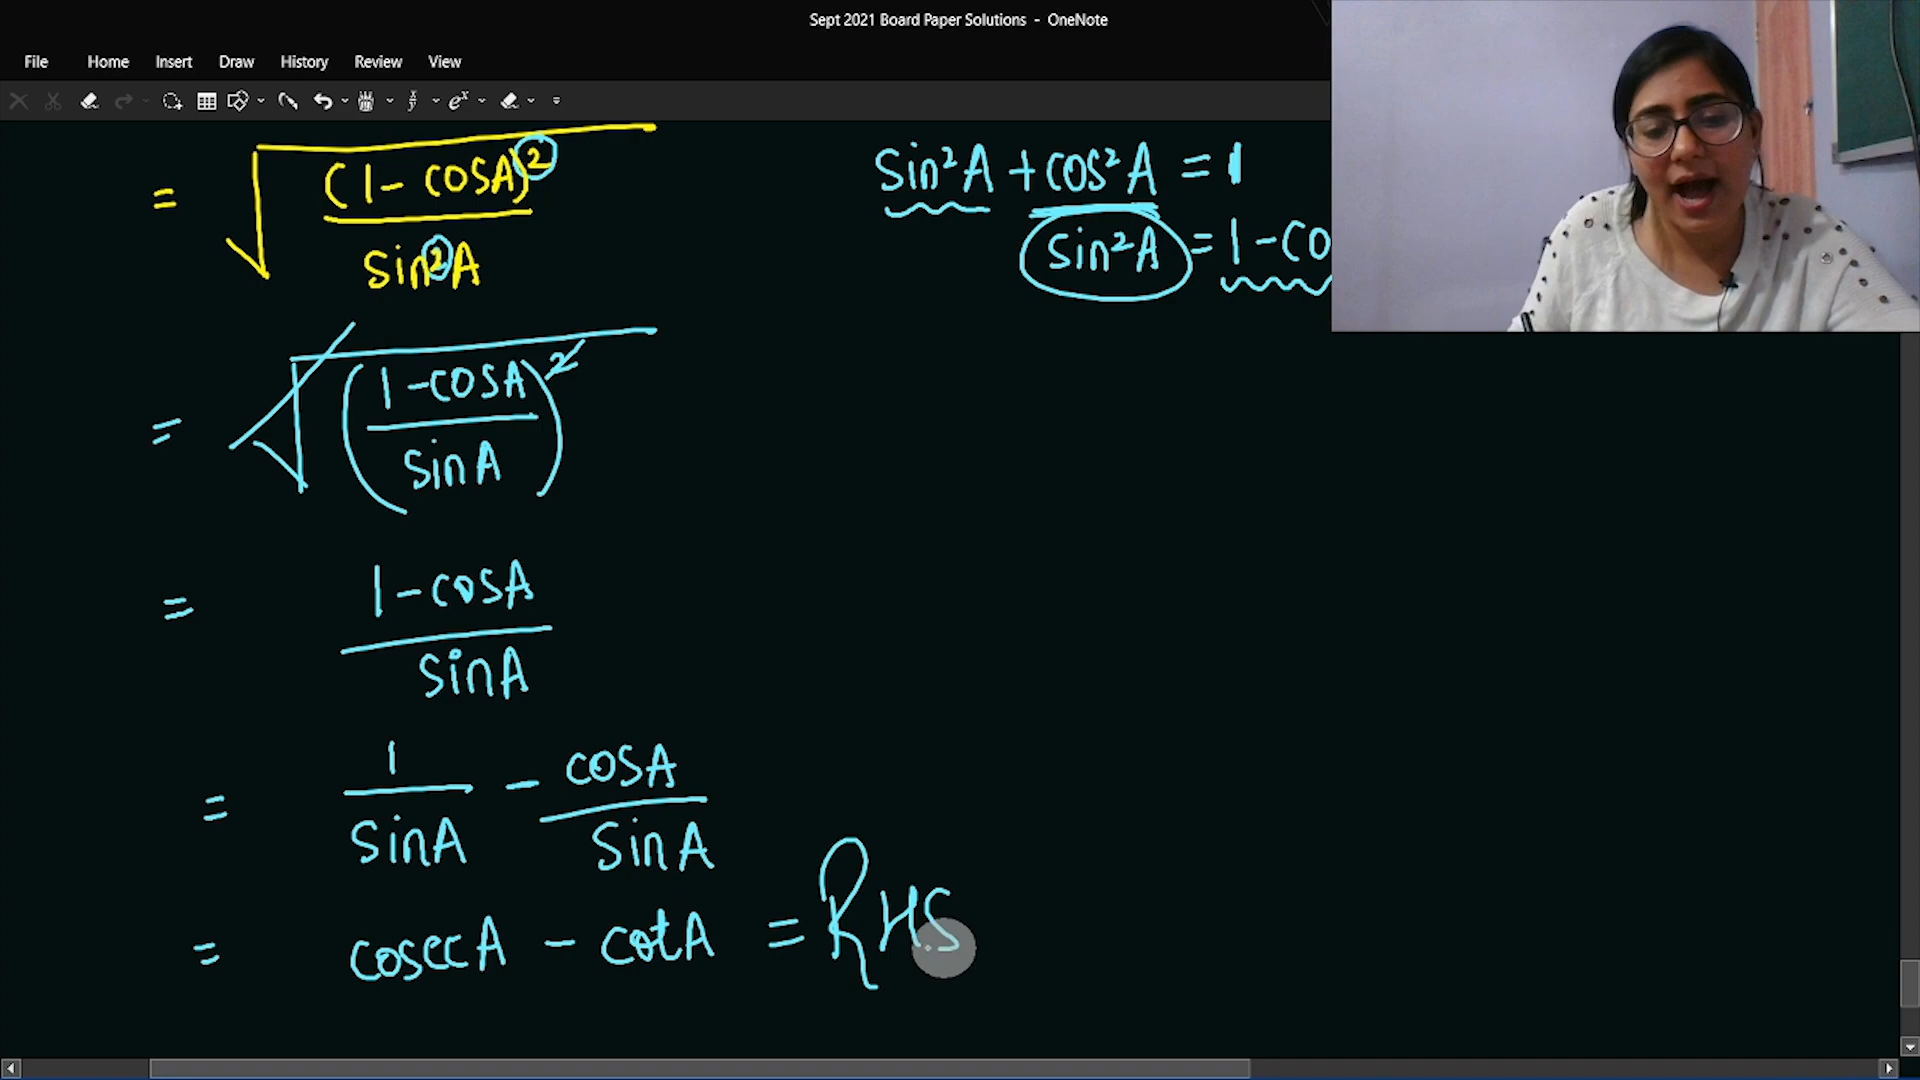 Sept 2021 Board Paper Solutions - OneNote
File Home Insert Draw History Review View
= √(1 - cosA)² / sin²A
sin²A + cos²A = 1
sin²A = 1 - co
= √((1 - cosA) / sinA)²
= 1 - cosA / sinA
= 1 / sinA - cosA / sinA
= cosecA - cotA = RHS